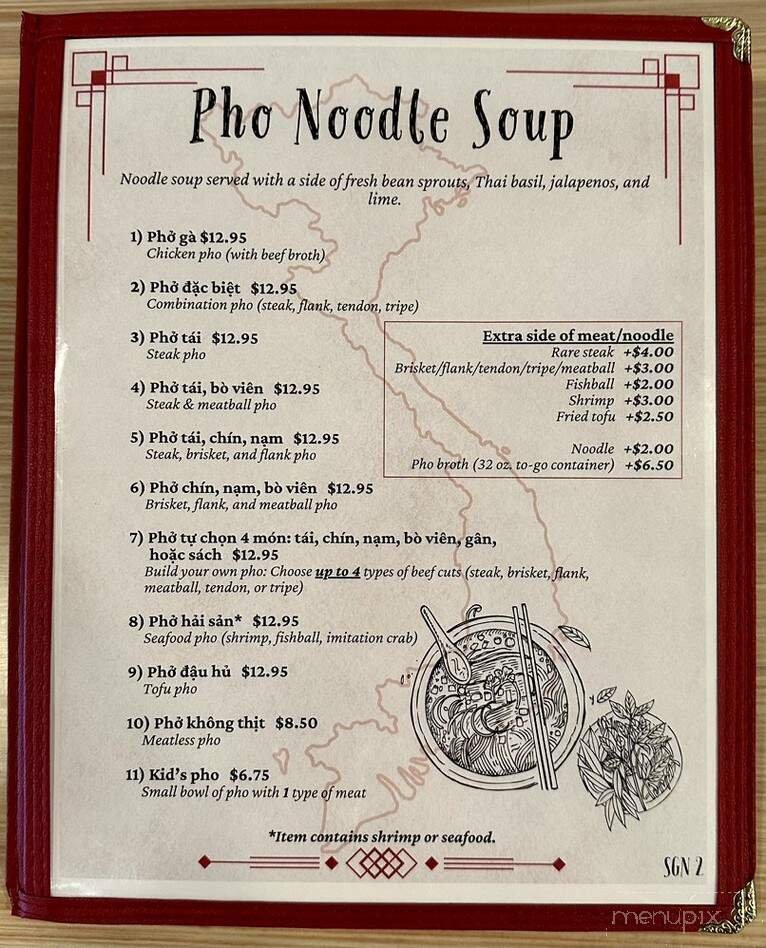 Pho Noodle Soup
Noodle soup served with a side of fresh bean sprouts, Thai basil, jalapenos, and
lime.
1) Phở gà $12.95
Chicken pho (with beef broth)
2) Phở đặc biệt $12.95
Combination pho (steak, flank, tendon, tripe)
3) Phở tái $12.95
Steak pho
4) Phở tái, bò viên $12.95
Steak & meatball pho
5) Phở tái, chín, nạm $12.95
Steak, brisket, and flank pho
6) Phở chín, nạm, bò viên $12.95
Brisket, flank, and meatball pho
7) Phở tự chọn 4 món: tái, chín, nạm, bò viên, gân,
hoặc sách $12.95
Build your own pho: Choose up to 4 types of beef cuts (steak, brisket, flank,
meatball, tendon, or tripe)
8) Phở hải sản* $12.95
Seafood pho (shrimp, fishball, imitation crab)
9) Phở đậu hủ $12.95
Tofu pho
10) Phở không thịt $8.50
Meatless pho
11) Kid's pho $6.75
Small bowl of pho with 1 type of meat
Extra side of meat/noodle
Rare steak +$4.00
Brisket/flank/tendon/tripe/meatball +$3.00
Fishball +$2.00
Shrimp +$3.00
Fried tofu +$2.50
Noodle +$2.00
Pho broth (32 oz. to-go container) +$6.50
*Item contains shrimp or seafood.
SGN 2
menupix